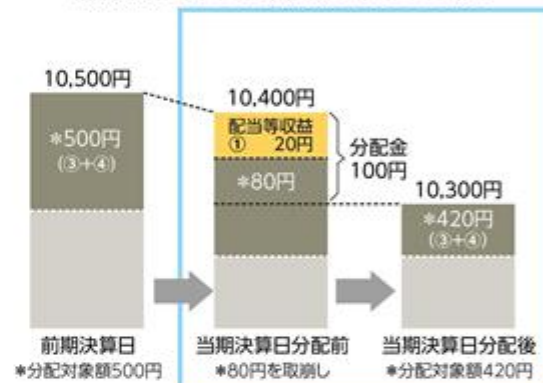 10,500円
*500円
(③+④)
10,400円
配当等収益
① 20円
*80円
分配金
100円
10,300円
*420円
(③+④)
前期決算日
*分配対象額500円
当期決算日分配前
*80円を取崩し
当期決算日分配後
*分配対象額420円